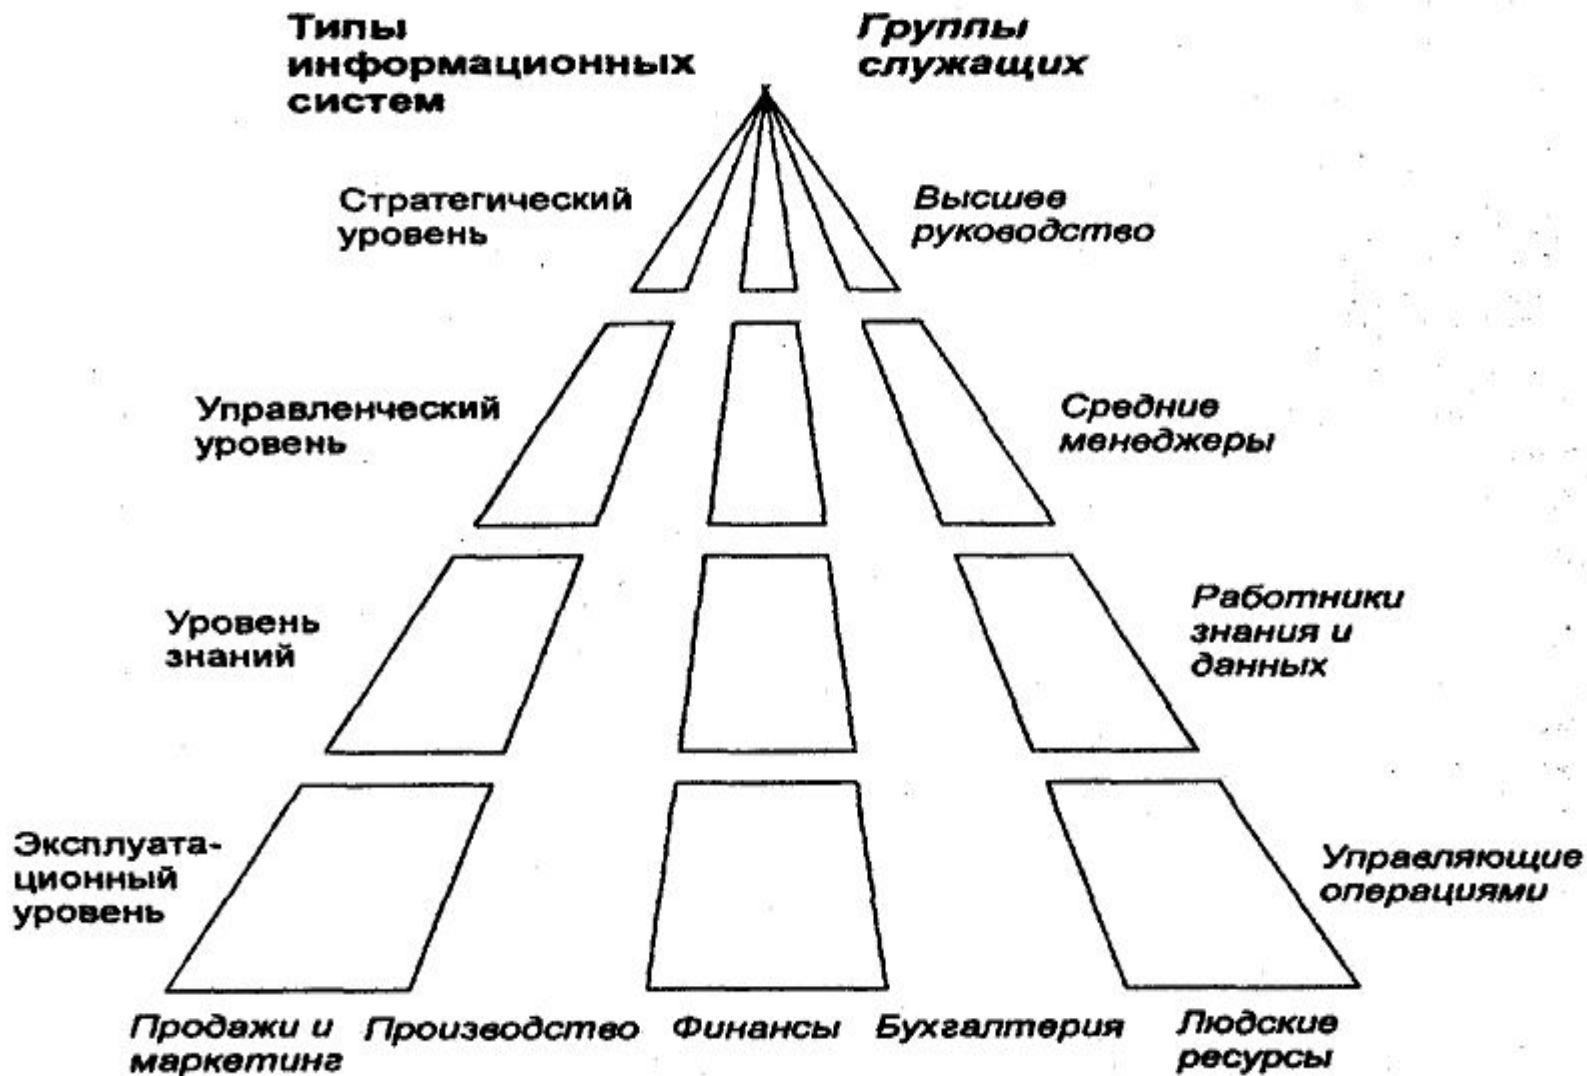 Типы
информационных
систем
Группы
служащих
Стратегический
уровень
Высшее
руководство
Управленческий
уровень
Средние
менеджеры
Уровень
знаний
Работники
знания и
данных
Эксплуата-
ционный
уровень
Управляющие
операциями
Продажи и
маркетинг
Производство
Финансы
Бухгалтерия
Людские
ресурсы